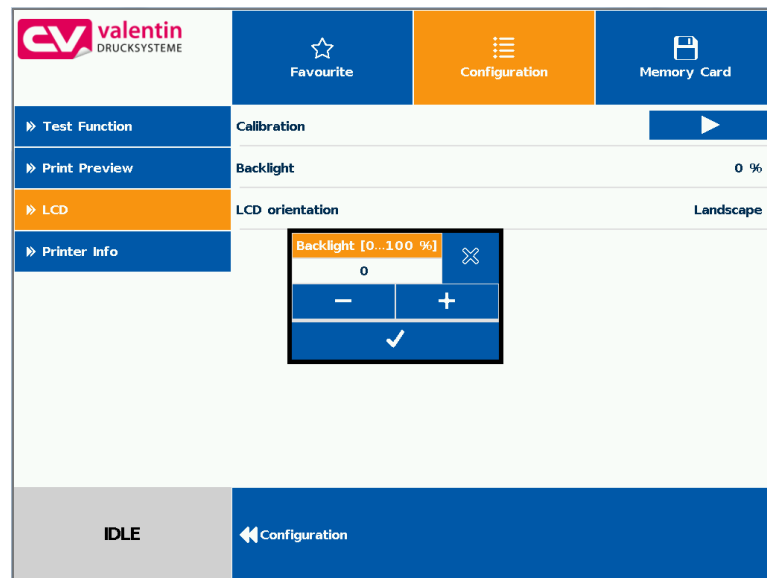 valentin
DRUCKSYSTEME
Favourite
Configuration
Memory Card
Test Function
Calibration
Print Preview
Backlight
0 %
LCD
LCD orientation
Landscape
Printer Info
Backlight [0...100 %]
0
IDLE
Configuration